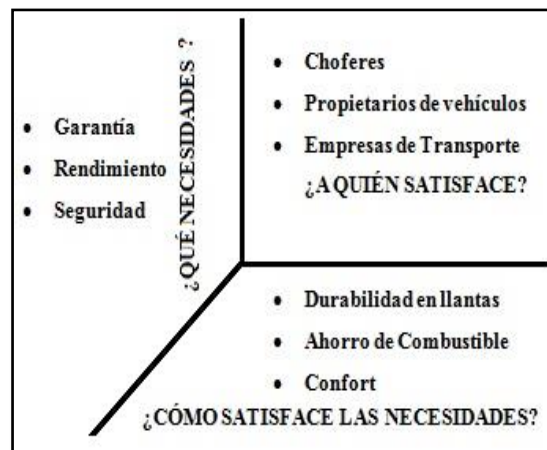 ¿QUÉ NECESIDADES ?
• Garantía
• Rendimiento
• Seguridad
• Choferes
• Propietarios de vehículos
• Empresas de Transporte
¿A QUIÉN SATISFACE?
• Durabilidad en llantas
• Ahorro de Combustible
• Confort
¿CÓMO SATISFACE LAS NECESIDADES?